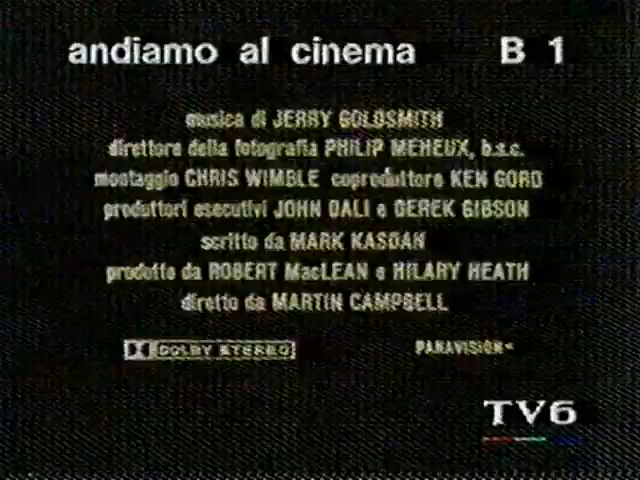 andiamo al cinema B 1
musica di JERRY GOLDSMITH
direttore della fotografia PHILIP MEHEUX, b.s.c.
montaggio CHRIS WIMBLE coproduttore KEN GORD
produttori esecutivi JOHN DALI e DEREK GIBSON
scritto da MARK KASDAN
prodotto da ROBERT MacLEAN e HILARY HEATH
diretto da MARTIN CAMPBELL
DOLBY STEREO PANAVISION
TV6